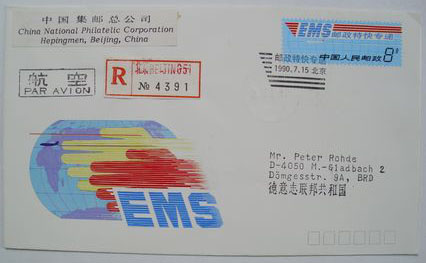 中国集邮总公司
China National Philatelic Corporation
Hepingmen, Beijing, China
EMS 邮政特快专递
中国人民邮政 8分
邮政特快专递
1990.7.15 北京
航空
PAR AVION
R
№ 4391
Mr. Peter Rohde
D-4050 M.-Gladbach 2
Dömgesstr. 9A, BRD
德意志联邦共和国
EMS